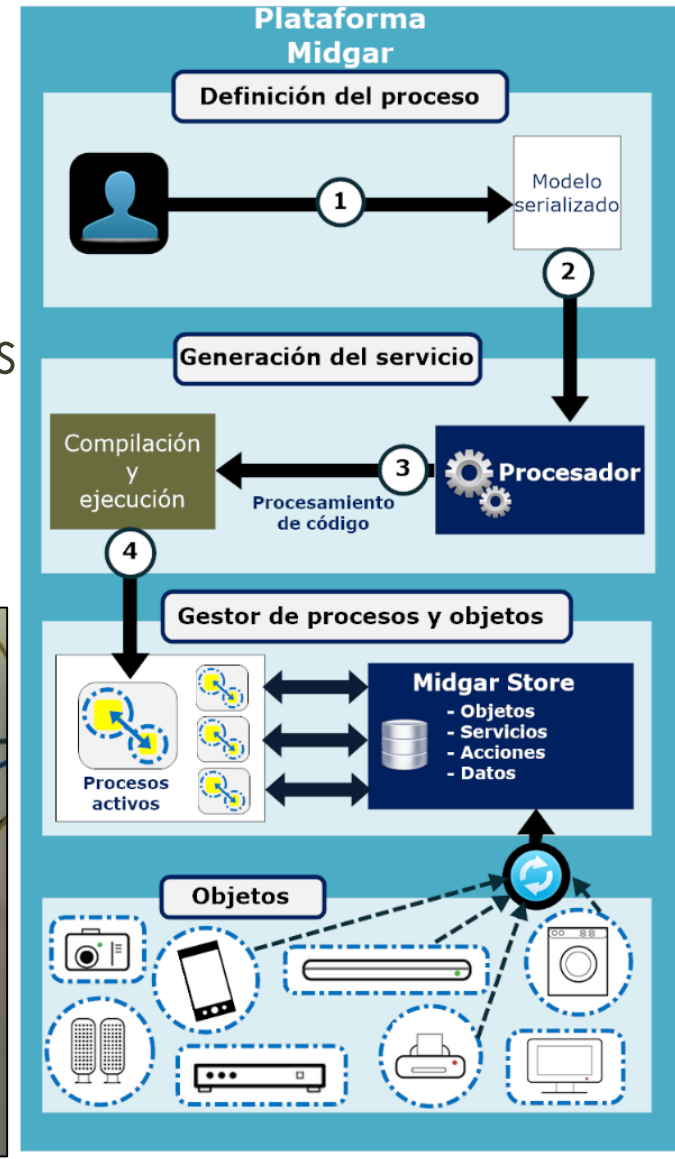 Plataforma
Midgar
Definición del proceso
1
Modelo
serializado
2
S
Generación del servicio
Compilación
y
ejecución
3
Procesador
Procesamiento
de código
4
Gestor de procesos y objetos
Procesos
activos
Midgar Store
- Objetos
- Servicios
- Acciones
- Datos
Objetos